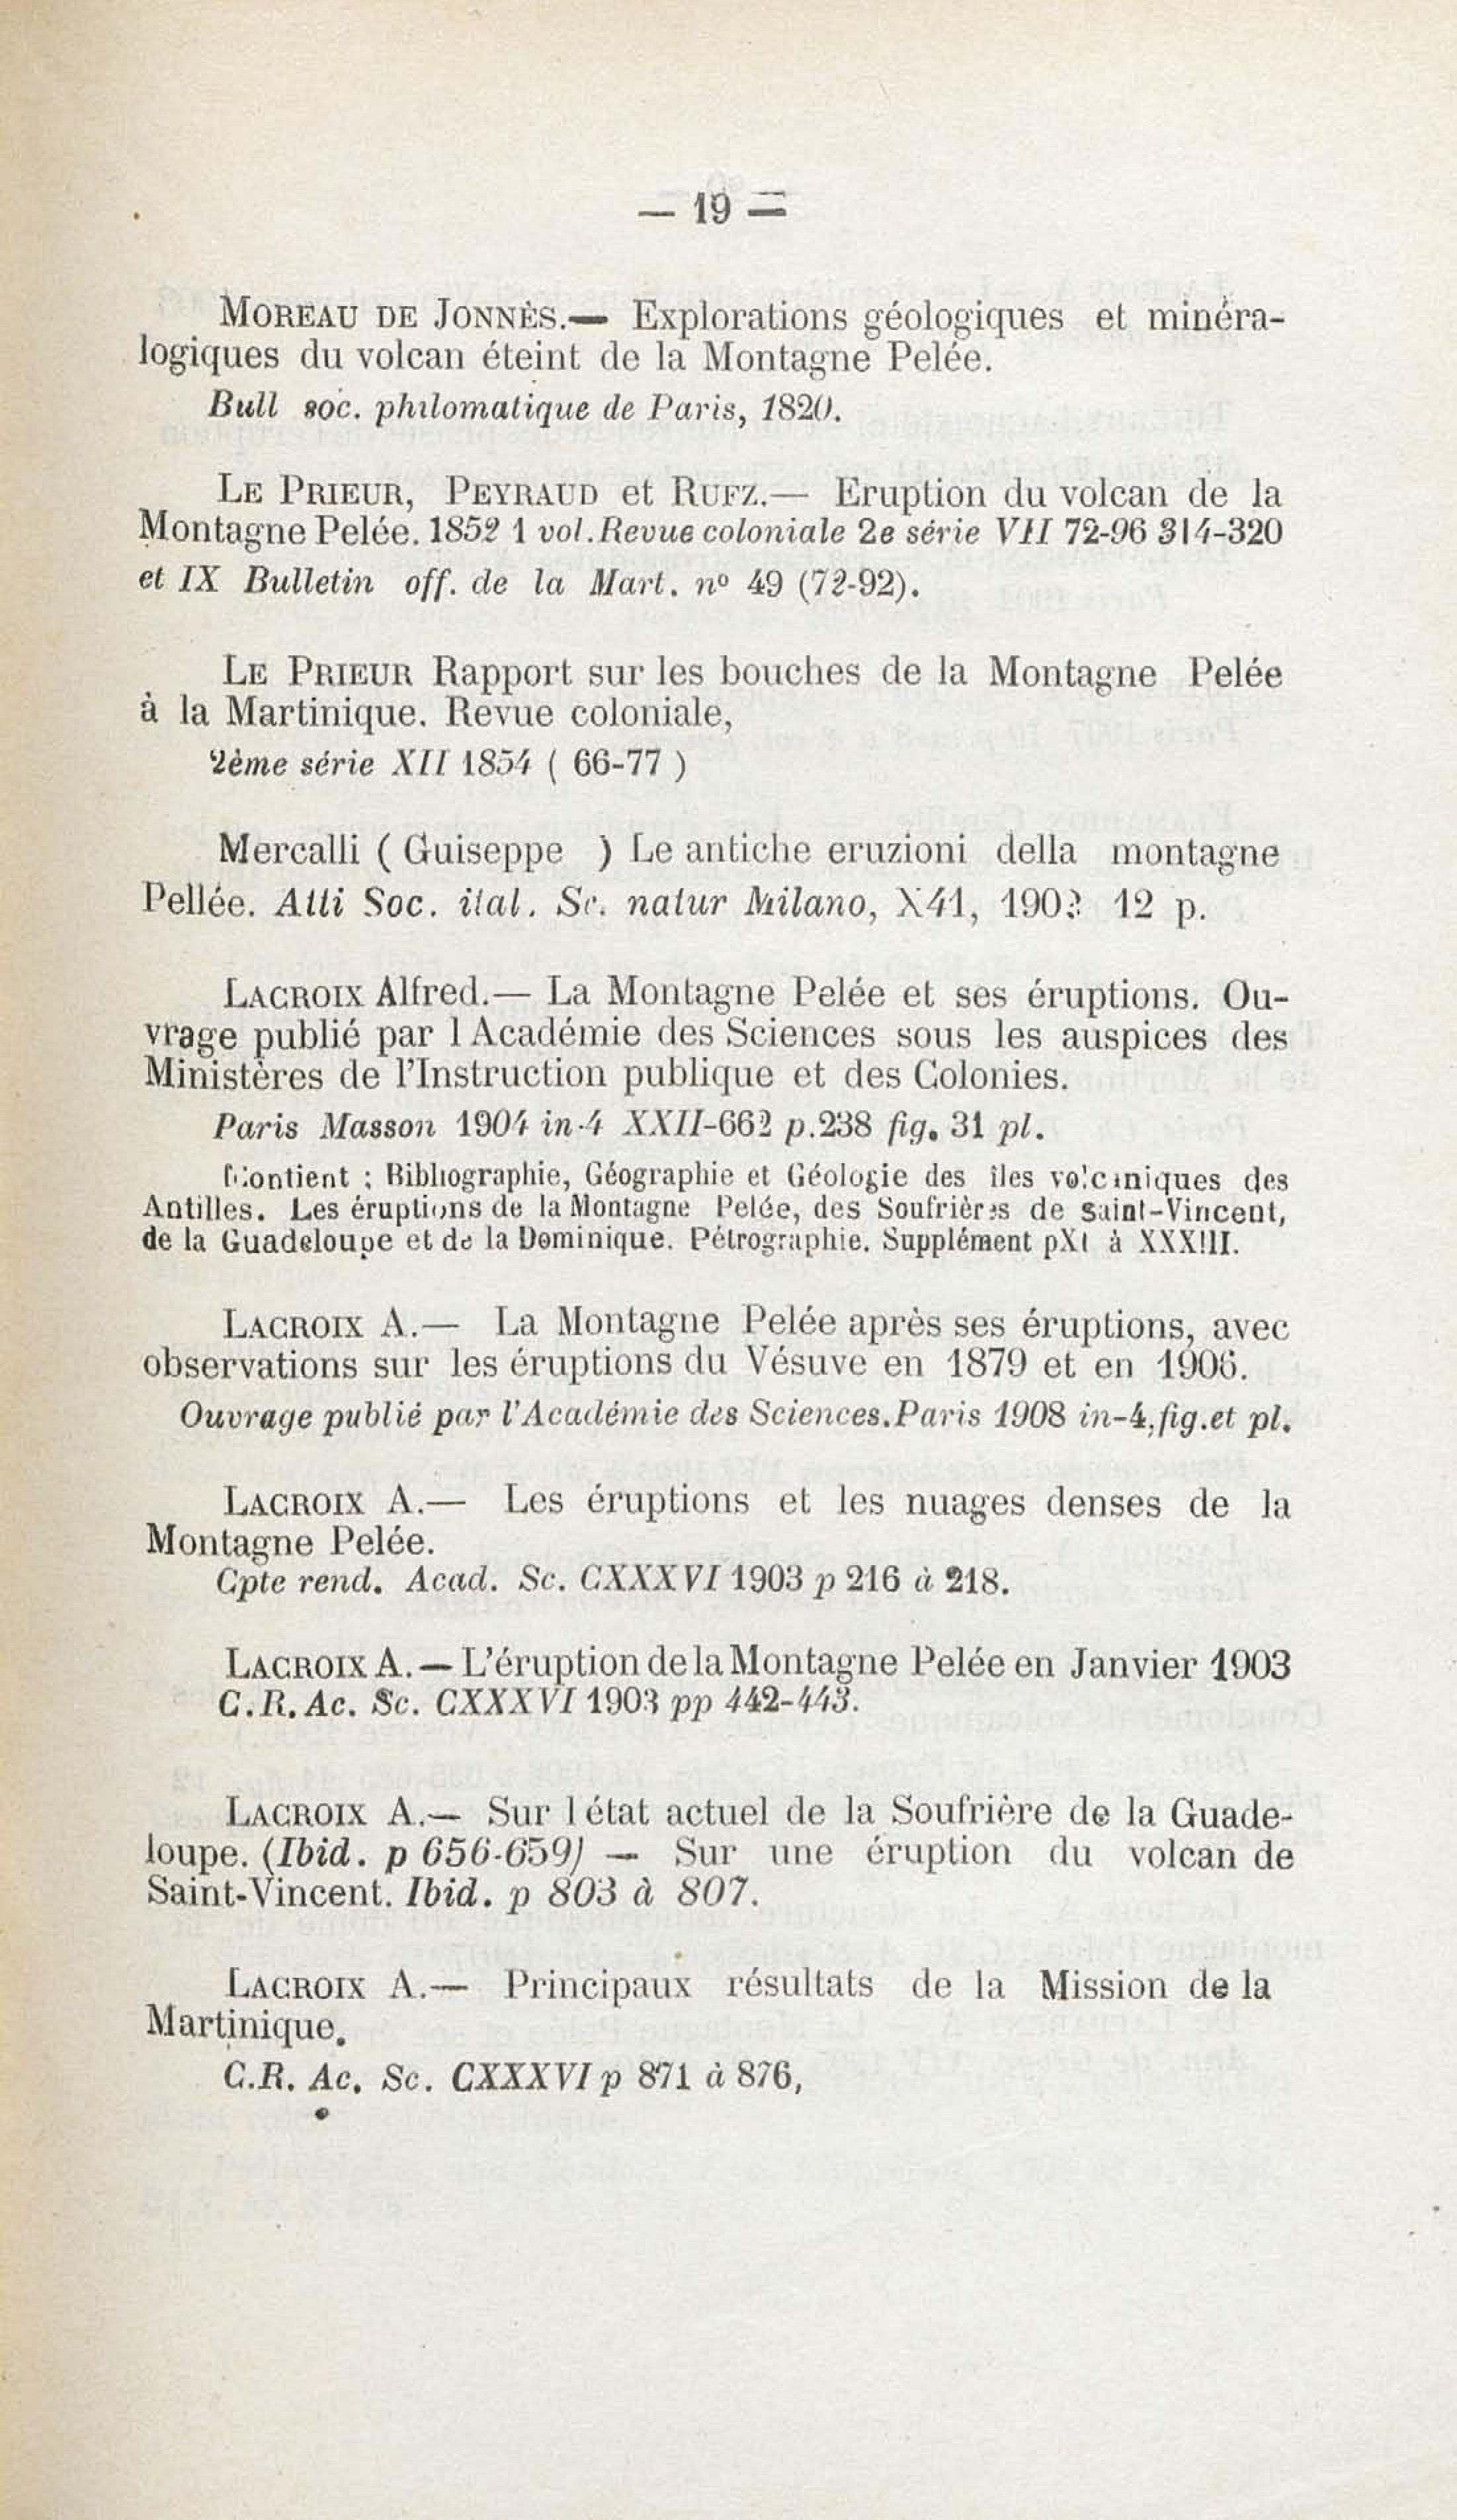 — 19 —
MOREAU DE JONNÈS.— Explorations géologiques et minéra-
logiques du volcan éteint de la Montagne Pelée.
Bull soc. philomatique de Paris, 1820.
LE PRIEUR, PEYRAUD et RUFZ.— Eruption du volcan de la
Montagne Pelée. 1852 1 vol. Revue coloniale 2e série VII 72-96 314-320
et IX Bulletin off. de la Mart. nº 49 (72-92).
LE PRIEUR Rapport sur les bouches de la Montagne Pelée
à la Martinique. Revue coloniale,
2ème série XII 1854 ( 66-77 )
Mercalli ( Guiseppe ) Le antiche eruzioni della montagne
Pellée. Atti Soc. ital. Sc. natur Milano, X41, 12 p.
LACROIX Alfred.— La Montagne Pelée et ses éruptions. Ou-
vrage publié par l Académie des Sciences sous les auspices des
Ministères de l'Instruction publique et des Colonies.
Paris Masson 1904 in-4 XXII-662 p.238 fig. 31 pl.
Contient : Bibliographie, Géographie et Géologie des îles volcaniques des
Antilles. Les éruptions de la Montagne Pelée, des Soufrières de Saint-Vincent,
de la Guadeloupe et de la Dominique. Pétrographie. Supplément pXI à XXXIII.
LACROIX A.— La Montagne Pelée après ses éruptions, avec
observations sur les éruptions du Vésuve en 1879 et en 1906.
Ouvrage publié par l'Académie des Sciences. Paris 1908 in-4, fig. et pl.
LACROIX A.— Les éruptions et les nuages denses de la
Montagne Pelée.
Cpte rend. Acad. Sc. CXXXVI 1903 p 216 à 218.
LACROIX A.— L'éruption de la Montagne Pelée en Janvier 1903
C.R. Ac. Sc. CXXXVI 1903 pp 442-443.
LACROIX A.— Sur l état actuel de la Soufrière de la Guade-
loupe. (Ibid. p 656-659) — Sur une éruption du volcan de
Saint-Vincent. Ibid. p 803 à 807.
LACROIX A.— Principaux résultats de la Mission de la
Martinique.
C.R. Ac. Sc. CXXXVI p 871 à 876,